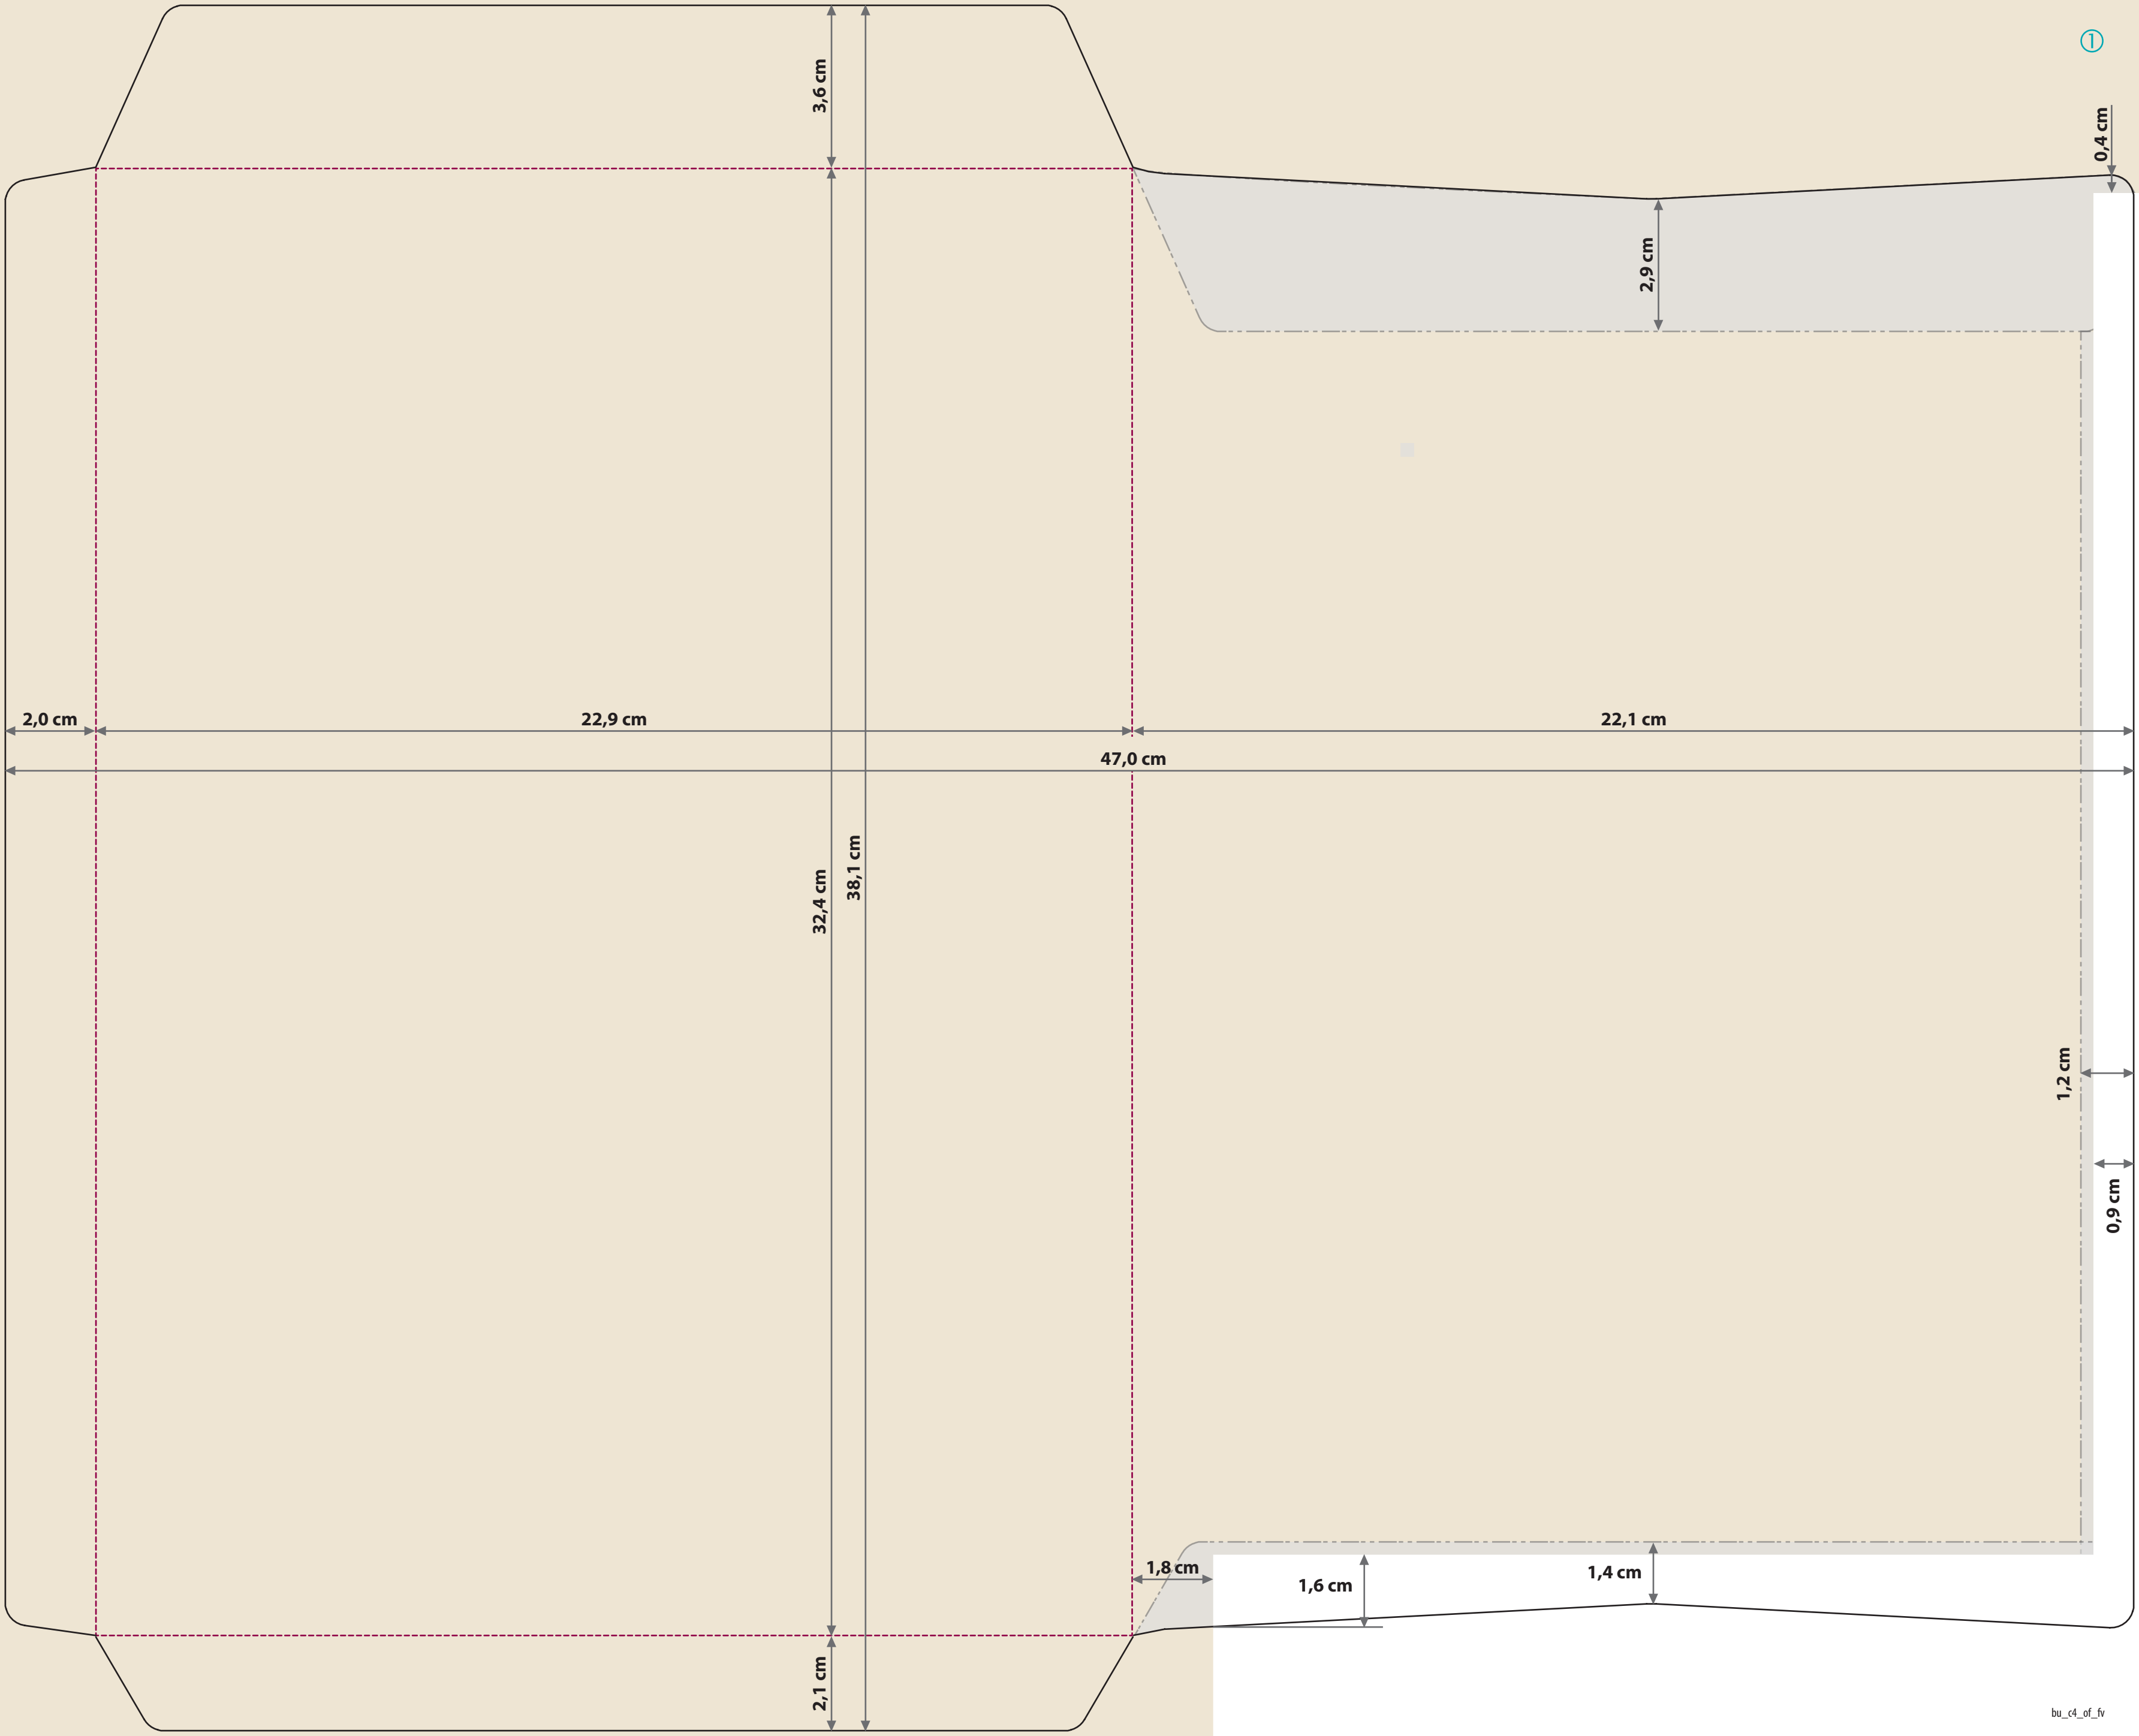 ①
3,6 cm
0,4 cm
2,9 cm
2,0 cm
22,9 cm
22,1 cm
47,0 cm
32,4 cm
38,1 cm
1,2 cm
0,9 cm
1,8 cm
1,6 cm
1,4 cm
2,1 cm
bu_c4_of_fv